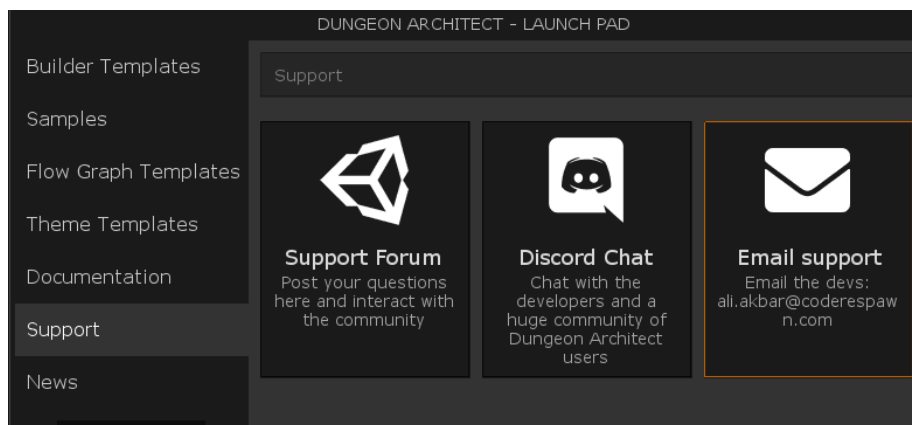 DUNGEON ARCHITECT - LAUNCH PAD
Builder Templates
Samples
Flow Graph Templates
Theme Templates
Documentation
Support
News
Support
Support Forum
Post your questions
here and interact with
the community
Discord Chat
Chat with the
developers and a
huge community of
Dungeon Architect
users
Email support
Email the devs:
ali.akbar@coderespaw
n.com